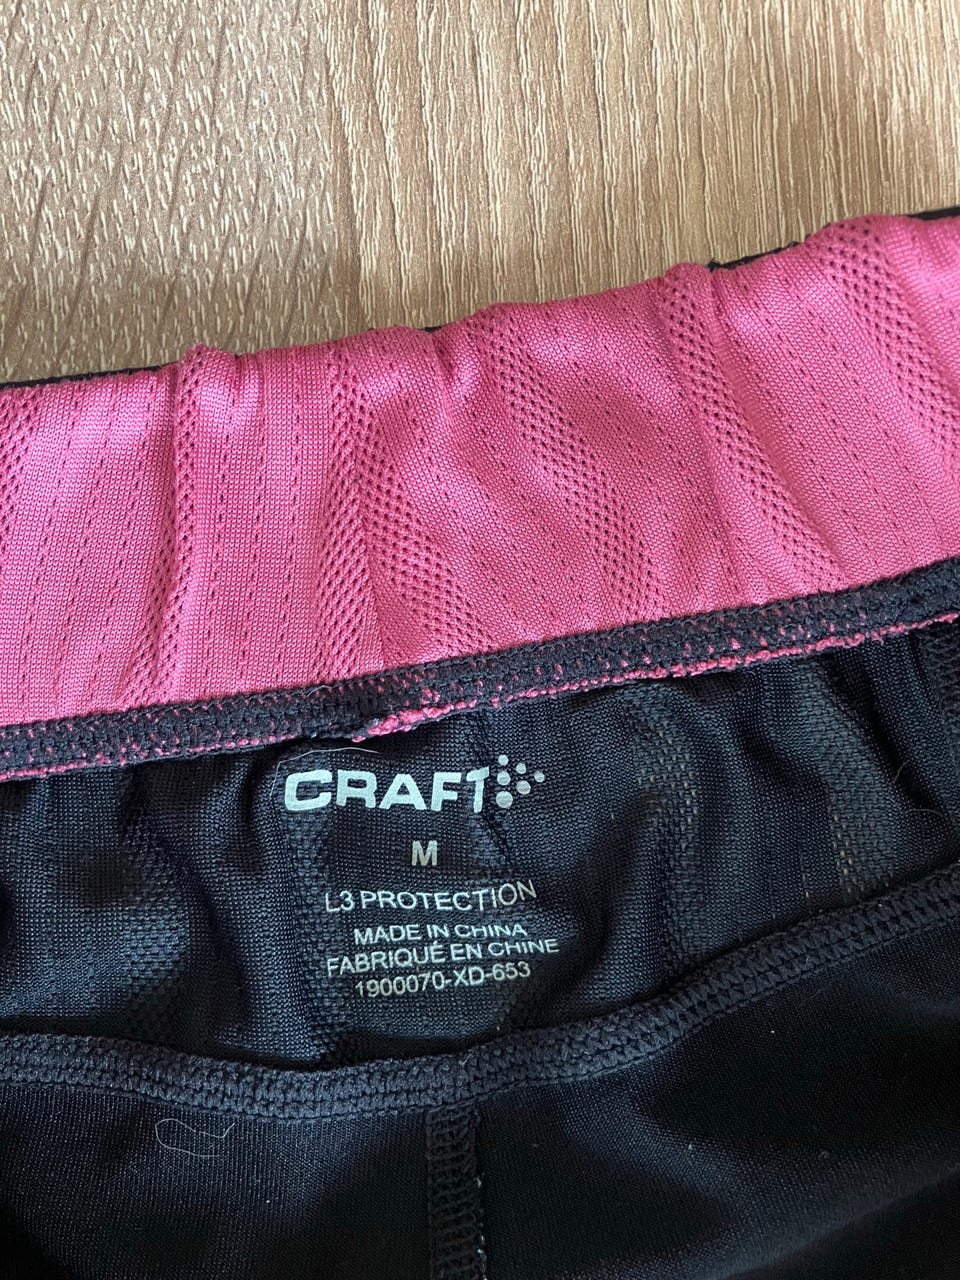 CRAFT
M
L3 PROTECTION
MADE IN CHINA
FABRIQUÉ EN CHINE
1900070-XD-653